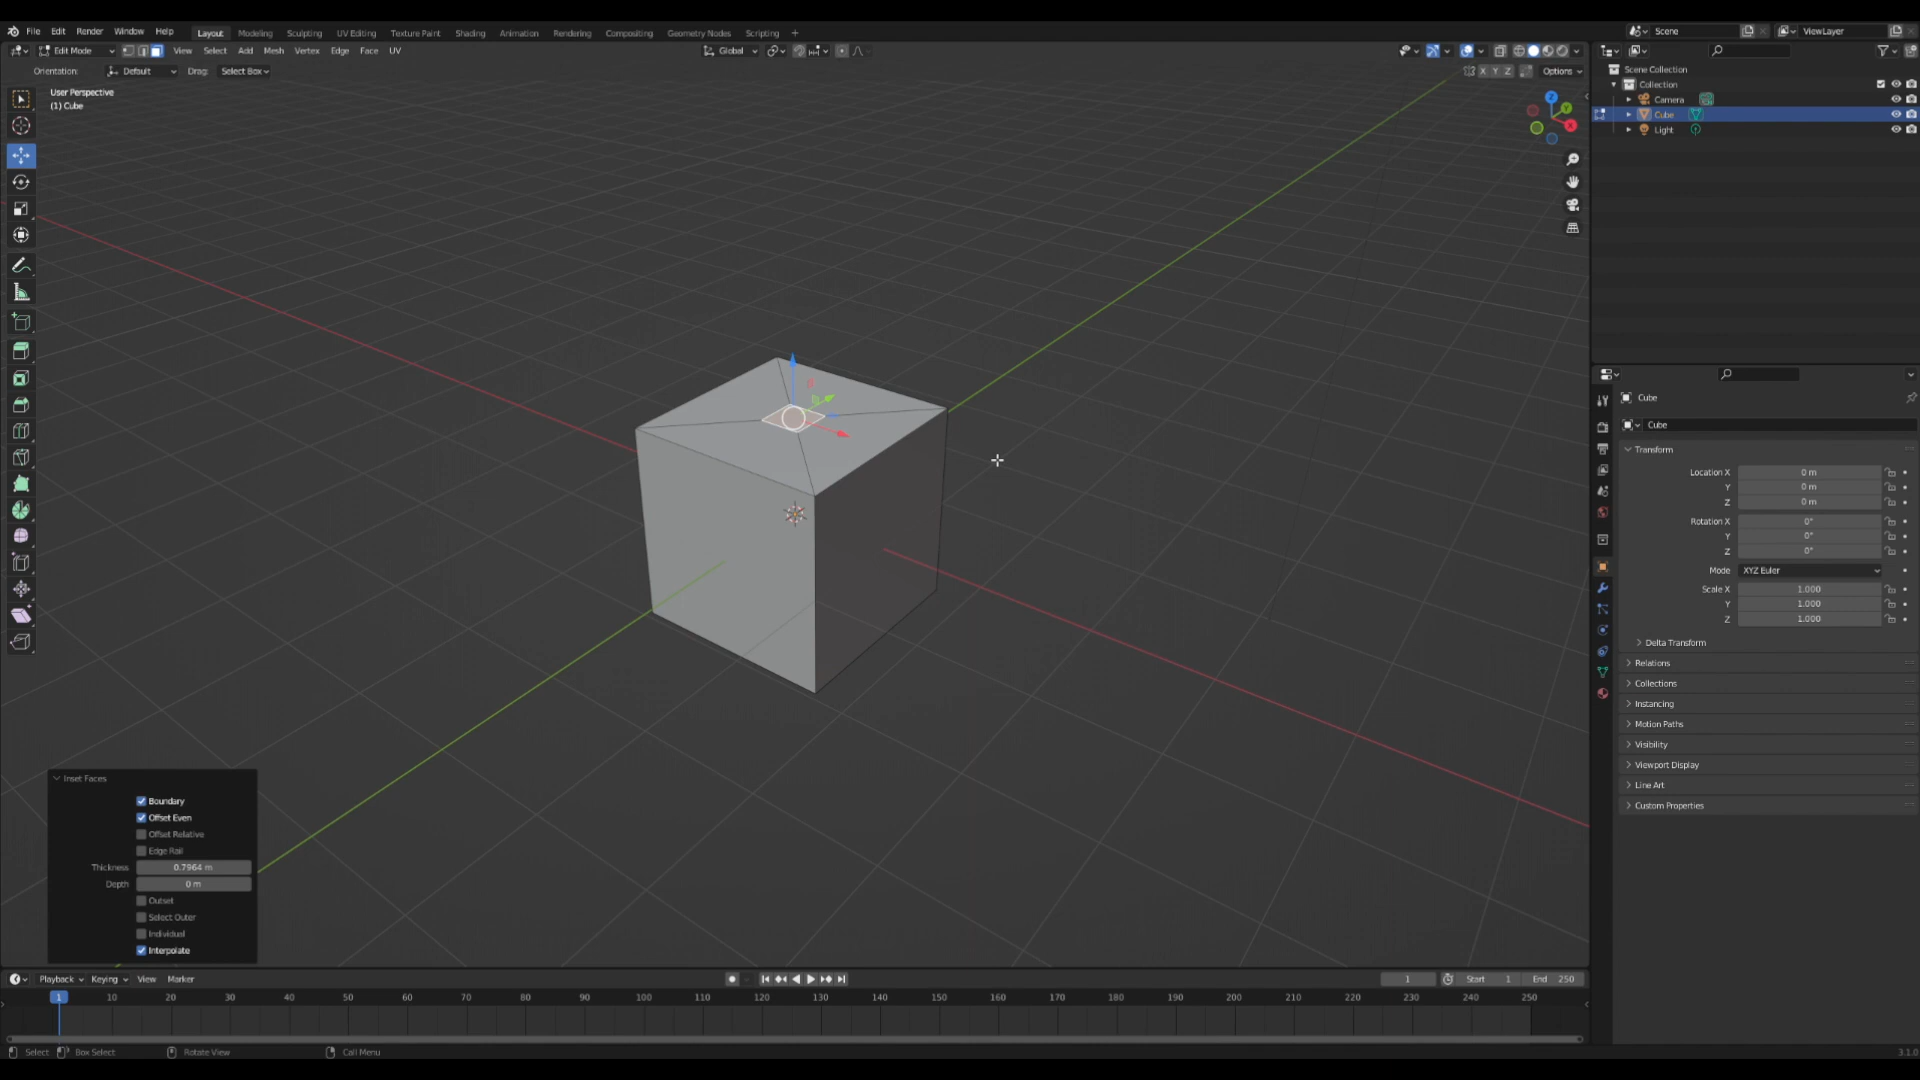 File Edit Render Window Help Layout Modeling Sculpting UV Editing Texture Paint Shading Animation Rendering Compositing Geometry Nodes Scripting + Scene ViewLayer
Edit Mode View Select Add Mesh Vertex Edge Face UV Global
Orientation: Default Drag: Select Box X Y Z Options
User Perspective
(1) Cube
Z
Y
X
Scene Collection
Collection
Camera
Cube
Light
Cube
Cube
Transform
Location X 0 m
Y 0 m
Z 0 m
Rotation X 0°
Y 0°
Z 0°
Mode XYZ Euler
Scale X 1.000
Y 1.000
Z 1.000
Delta Transform
Relations
Collections
Instancing
Motion Paths
Visibility
Viewport Display
Line Art
Custom Properties
Inset Faces
Boundary
Offset Even
Offset Relative
Edge Rail
Thickness 0.7964 m
Depth 0 m
Outset
Select Outer
Individual
Interpolate
Playback Keying View Marker 1 Start 1 End 250
1 10 20 30 40 50 60 70 80 90 100 110 120 130 140 150 160 170 180 190 200 210 220 230 240 250
Select Box Select Rotate View Call Menu 3.1.0